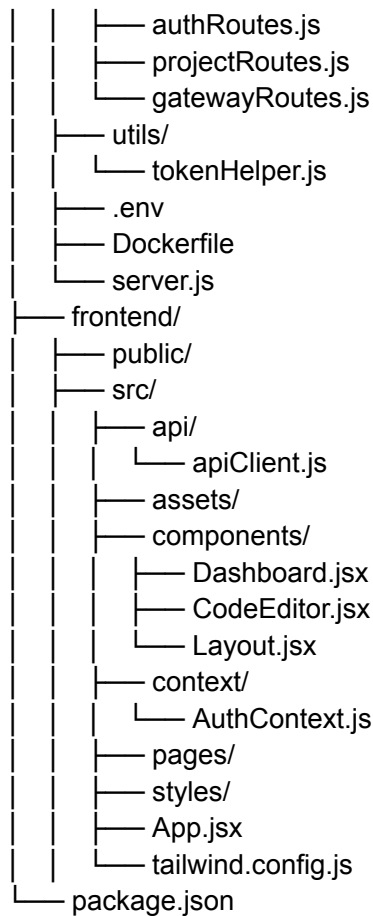 │   │   ├── authRoutes.js
│   │   ├── projectRoutes.js
│   │   └── gatewayRoutes.js
│   ├── utils/
│   │   └── tokenHelper.js
│   ├── .env
│   ├── Dockerfile
│   └── server.js
├── frontend/
│   ├── public/
│   ├── src/
│   │   ├── api/
│   │   │   └── apiClient.js
│   │   ├── assets/
│   │   ├── components/
│   │   │   ├── Dashboard.jsx
│   │   │   ├── CodeEditor.jsx
│   │   │   └── Layout.jsx
│   │   ├── context/
│   │   │   └── AuthContext.js
│   │   ├── pages/
│   │   ├── styles/
│   │   ├── App.jsx
│   │   └── tailwind.config.js
└── package.json